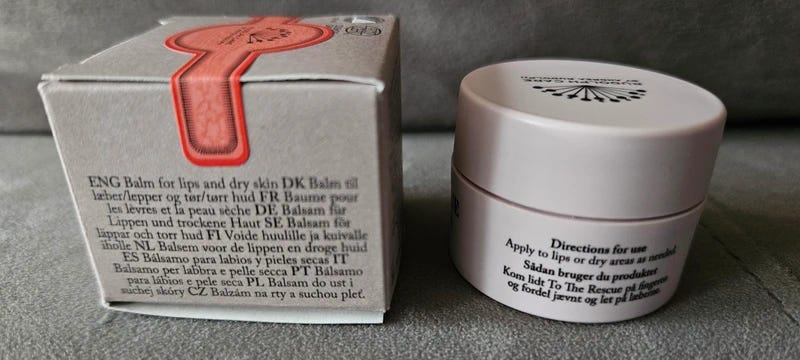 ENG Balm for lips and dry skin DK Balm til
læber/lepper og tør/tørr hud FR Baume pour
les lèvres et la peau sèche DE Balsam für
Lippen und trockene Haut SE Balsam för
läppar och torr hud FI Voide huulille ja kuivalle
iholle NL Balsem voor de lippen en droge huid
ES Bálsamo para labios y pieles secas IT
Balsamo per labbra e pelle secca PT Bálsamo
para lábios e pele seca PL Balsam do ust i
suchej skóry CZ Balzám na rty a suchou pleť.
RUDOLPH CARE
BY ANDREA RUDOLPH
Directions for use
Apply to lips or dry areas as needed.
Sådan bruger du produktet
Kom lidt To The Rescue på fingeren
og fordel jævnt og let på læberne.